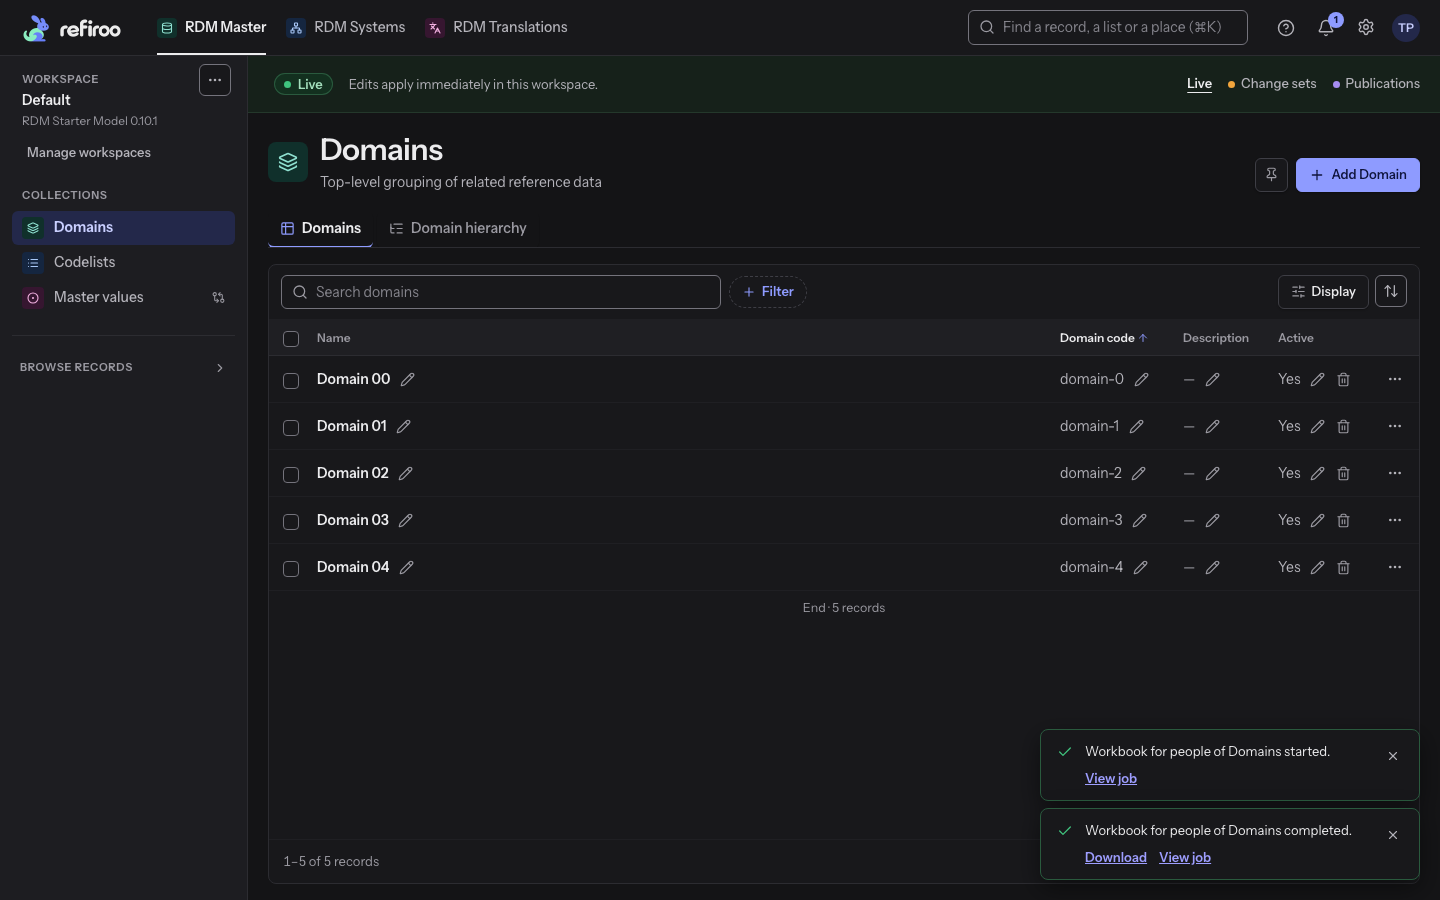 refiroo
RDM Master
RDM Systems
RDM Translations
Find a record, a list or a place (⌘K)
1
TP
WORKSPACE
Default
RDM Starter Model 0.10.1
Manage workspaces
COLLECTIONS
Domains
Codelists
Master values
BROWSE RECORDS
Live
Edits apply immediately in this workspace.
Live
Change sets
Publications
Domains
Top-level grouping of related reference data
Add Domain
Domains
Domain hierarchy
Search domains
Filter
Display
Name
Domain code
Description
Active
Domain 00 domain-0 — Yes
Domain 01 domain-1 — Yes
Domain 02 domain-2 — Yes
Domain 03 domain-3 — Yes
Domain 04 domain-4 — Yes
End · 5 records
1–5 of 5 records
Workbook for people of Domains started.
View job
Workbook for people of Domains completed.
Download View job